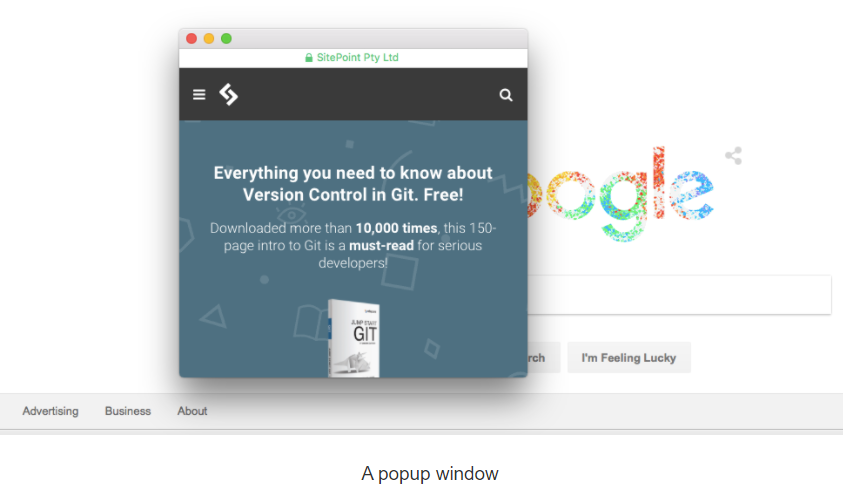 SitePoint Pty Ltd
Everything you need to know about
Version Control in Git. Free!
Downloaded more than 10,000 times, this 150-
page intro to Git is a must-read for serious
developers!
JUMP START
GIT
oogle
rch
I'm Feeling Lucky
Advertising
Business
About
A popup window